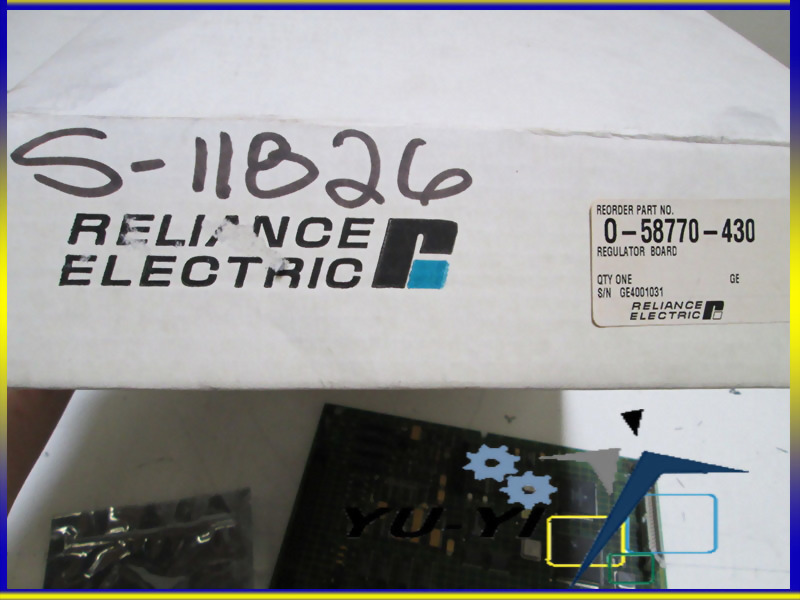 S-11826
RELIANCE
ELECTRIC
REORDER PART NO.
0-58770-430
REGULATOR BOARD
QTY ONE GE
S/N GE4001031
RELIANCE
ELECTRIC
YU-YI